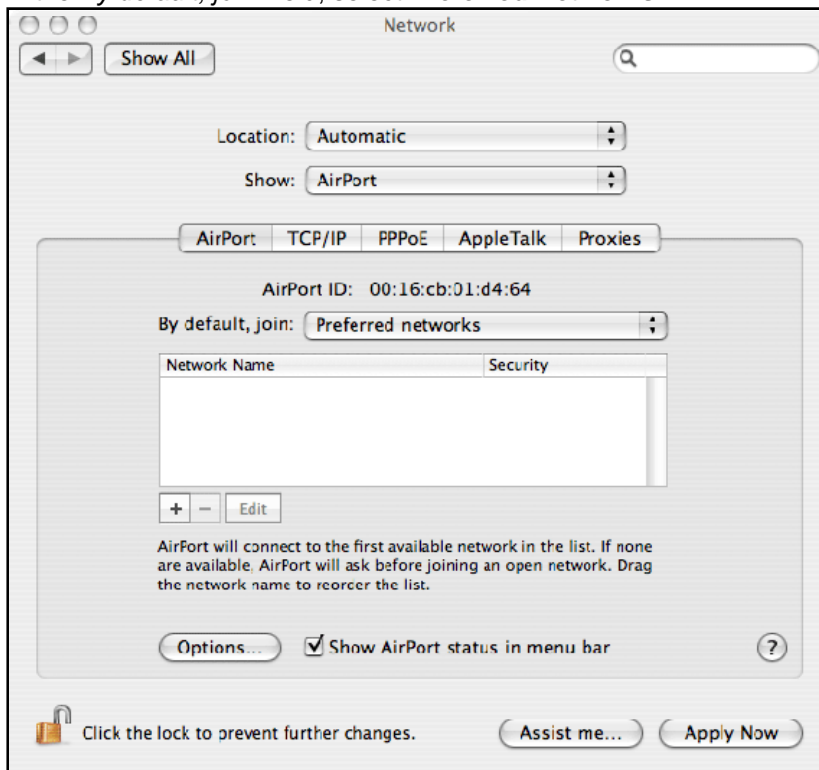 Network
Show All
Location: Automatic
Show: AirPort
AirPort TCP/IP PPPoE AppleTalk Proxies
AirPort ID: 00:16:cb:01:d4:64
By default, join: Preferred networks
Network Name Security
+ − Edit
AirPort will connect to the first available network in the list. If none
are available, AirPort will ask before joining an open network. Drag
the network name to reorder the list.
Options... Show AirPort status in menu bar ?
Click the lock to prevent further changes. Assist me... Apply Now